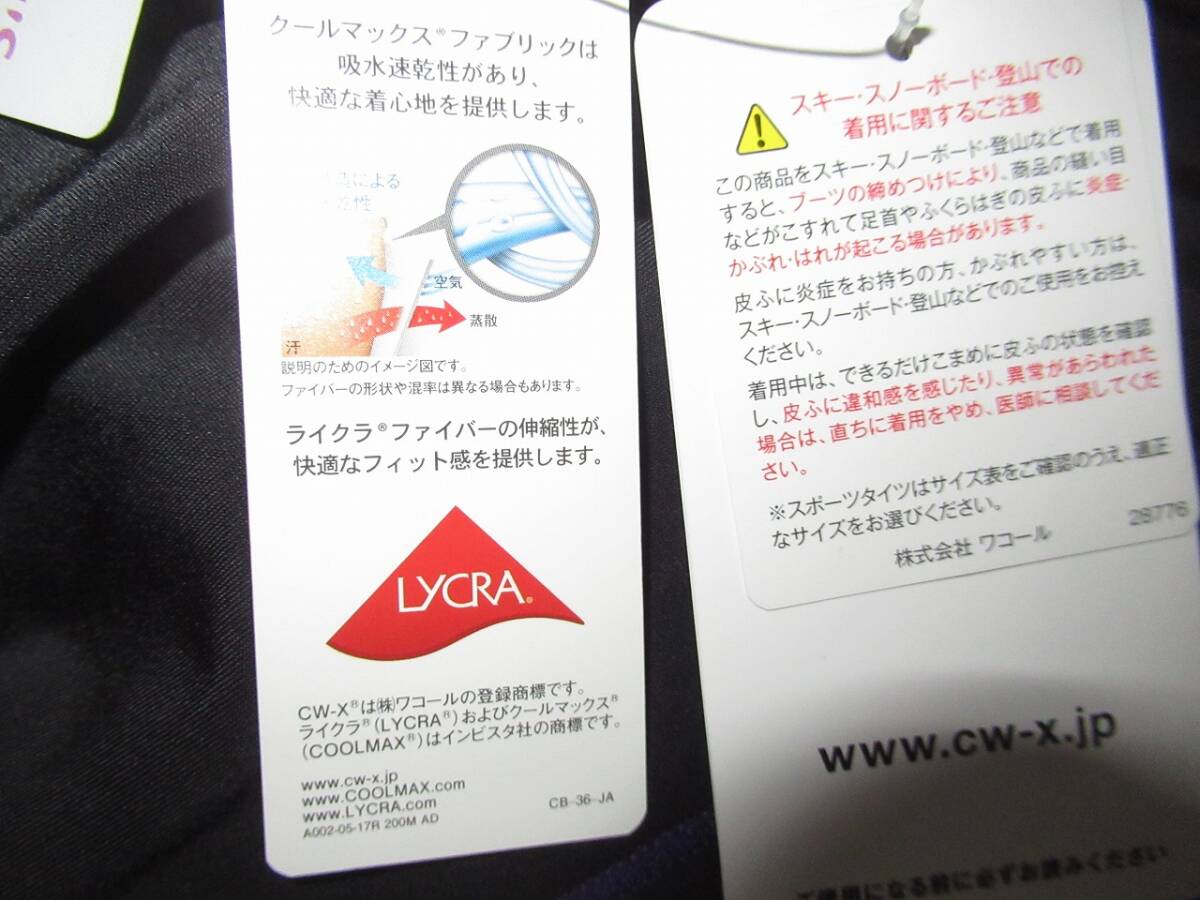 クールマックス®ファブリックは
吸水速乾性があり、
快適な着心地を提供します。
による
性
空気
蒸散
汗
説明のためのイメージ図です。
ファイバーの形状や混率は異なる場合もあります。
ライクラ®ファイバーの伸縮性が、
快適なフィット感を提供します。
LYCRA®
CW-X®は㈱ワコールの登録商標です。
ライクラ®(LYCRA®)およびクールマックス®
(COOLMAX®)はインビスタ社の商標です。
www.cw-x.jp
www.COOLMAX.com
www.LYCRA.com
A002-05-17R 200M AD
CB-36-JA
スキー・スノーボード・登山での
着用に関するご注意
この商品をスキー・スノーボード・登山などで着用
すると、ブーツの締めつけにより、商品の縫い目
などがこすれて足首やふくらはぎの皮ふに炎症・
かぶれ・はれが起こる場合があります。
皮ふに炎症をお持ちの方、かぶれやすい方は、
スキー・スノーボード・登山などでのご使用をお控え
ください。
着用中は、できるだけこまめに皮ふの状態を確認
し、皮ふに違和感を感じたり、異常があらわれた
場合は、直ちに着用をやめ、医師に相談してくだ
さい。
※スポーツタイツはサイズ表をご確認のうえ、適正
なサイズをお選びください。
28776
株式会社 ワコール
www.cw-x.jp
ご使用になる前に必ずお読みください